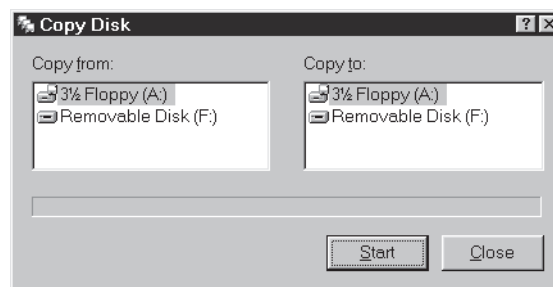 Copy Disk
Copy from:
3½ Floppy (A:)
Removable Disk (F:)
Copy to:
3½ Floppy (A:)
Removable Disk (F:)
Start
Close